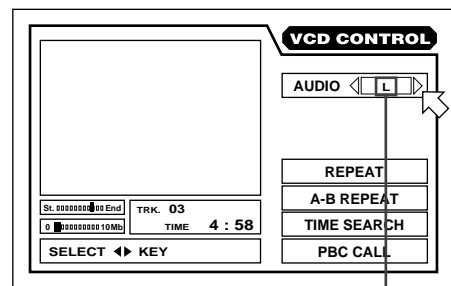 VCD CONTROL
AUDIO L
REPEAT
A-B REPEAT
TIME SEARCH
PBC CALL
St. End TRK. 03
0 10Mb TIME 4 : 58
SELECT ◀▶ KEY